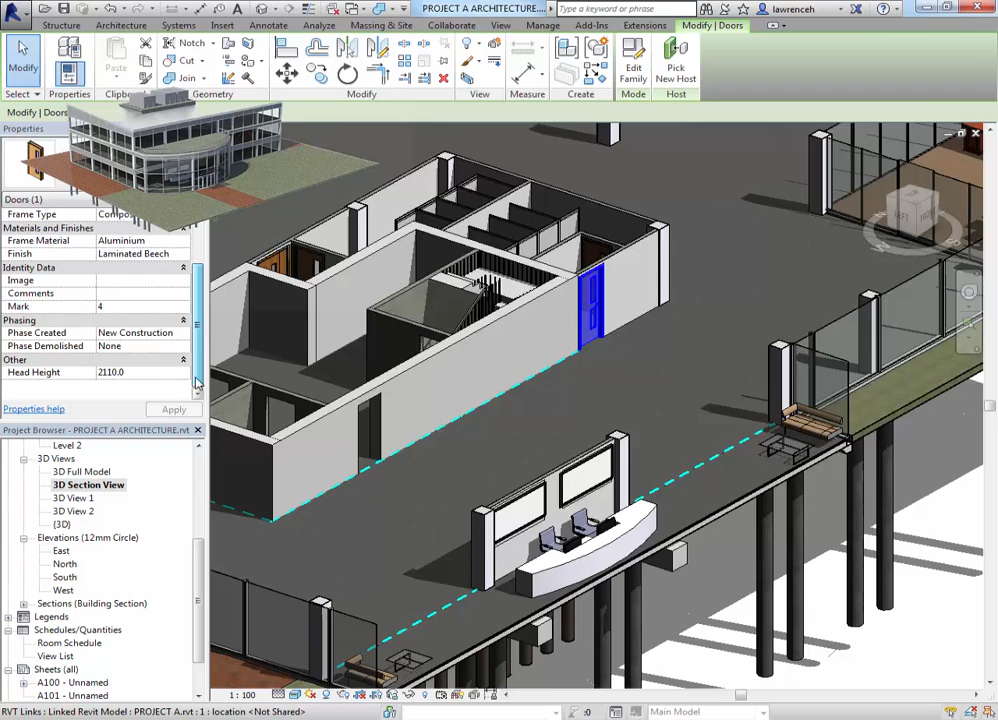 PROJECT A ARCHITECTURE....
Type a keyword or phrase
lawrenceh
Structure
Architecture
Systems
Insert
Annotate
Analyze
Massing & Site
Collaborate
View
Manage
Add-Ins
Extensions
Modify | Doors
Modify
Paste
Notch
Cut
Join
Edit Family
Pick New Host
Select
Properties
Geometry
Modify
View
Measure
Create
Mode
Host
Modify | Doors
Properties
Doors (1)
Frame Type
Materials and Finishes
Frame Material Aluminium
Finish Laminated Beech
Identity Data
Image
Comments
Mark 4
Phasing
Phase Created New Construction
Phase Demolished None
Other
Head Height 2110.0
Properties help
Apply
Project Browser - PROJECT A ARCHITECTURE.rvt
Level 2
3D Views
3D Full Model
3D Section View
3D View 1
3D View 2
{3D}
Elevations (12mm Circle)
East
North
South
West
Sections (Building Section)
Legends
Schedules/Quantities
Room Schedule
View List
Sheets (all)
A100 - Unnamed
A101 - Unnamed
LEFT
1 : 100
RVT Links : Linked Revit Model : PROJECT A.rvt : 1 : location <Not Shared>
:0
Main Model